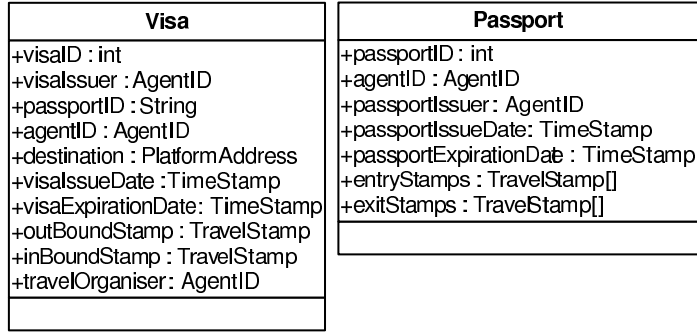 Visa
+visaID : int
+visaIssuer : AgentID
+passportID : String
+agentID : AgentID
+destination : PlatformAddress
+visaIssueDate : TimeStamp
+visaExpirationDate: TimeStamp
+outBoundStamp : TravelStamp
+inBoundStamp : TravelStamp
+travelOrganiser : AgentID
Passport
+passportID : int
+agentID : AgentID
+passportIssuer : AgentID
+passportIssueDate: TimeStamp
+passportExpirationDate : TimeStamp
+entryStamps : TravelStamp[]
+exitStamps : TravelStamp[]